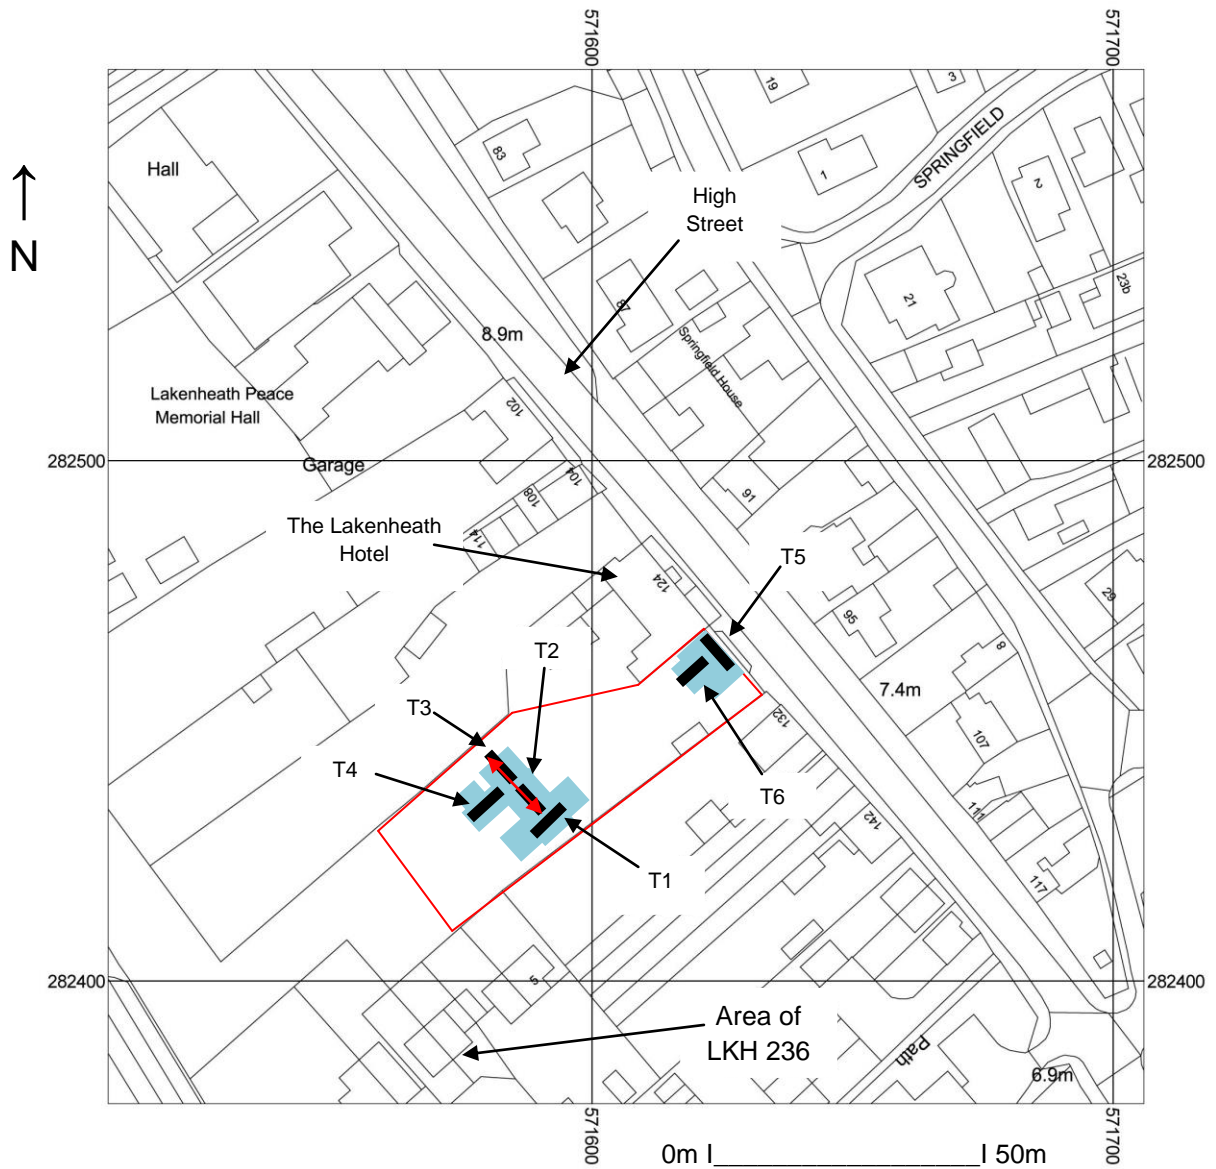 571600
571700
19
3
SPRINGFIELD
83
1
2
Hall
High
Street
N
21
23b
87
8.9m
Springfield House
Lakenheath Peace
Memorial Hall
102
282500
Garage
104
282500
108
91
The Lakenheath
Hotel
114
T5
124
29
95
8
T2
7.4m
T3
132
107
T4
T6
111
142
T1
117
5
282400
282400
Area of
LKH 236
Path
6.9m
571600
571700
0m I___________________I 50m